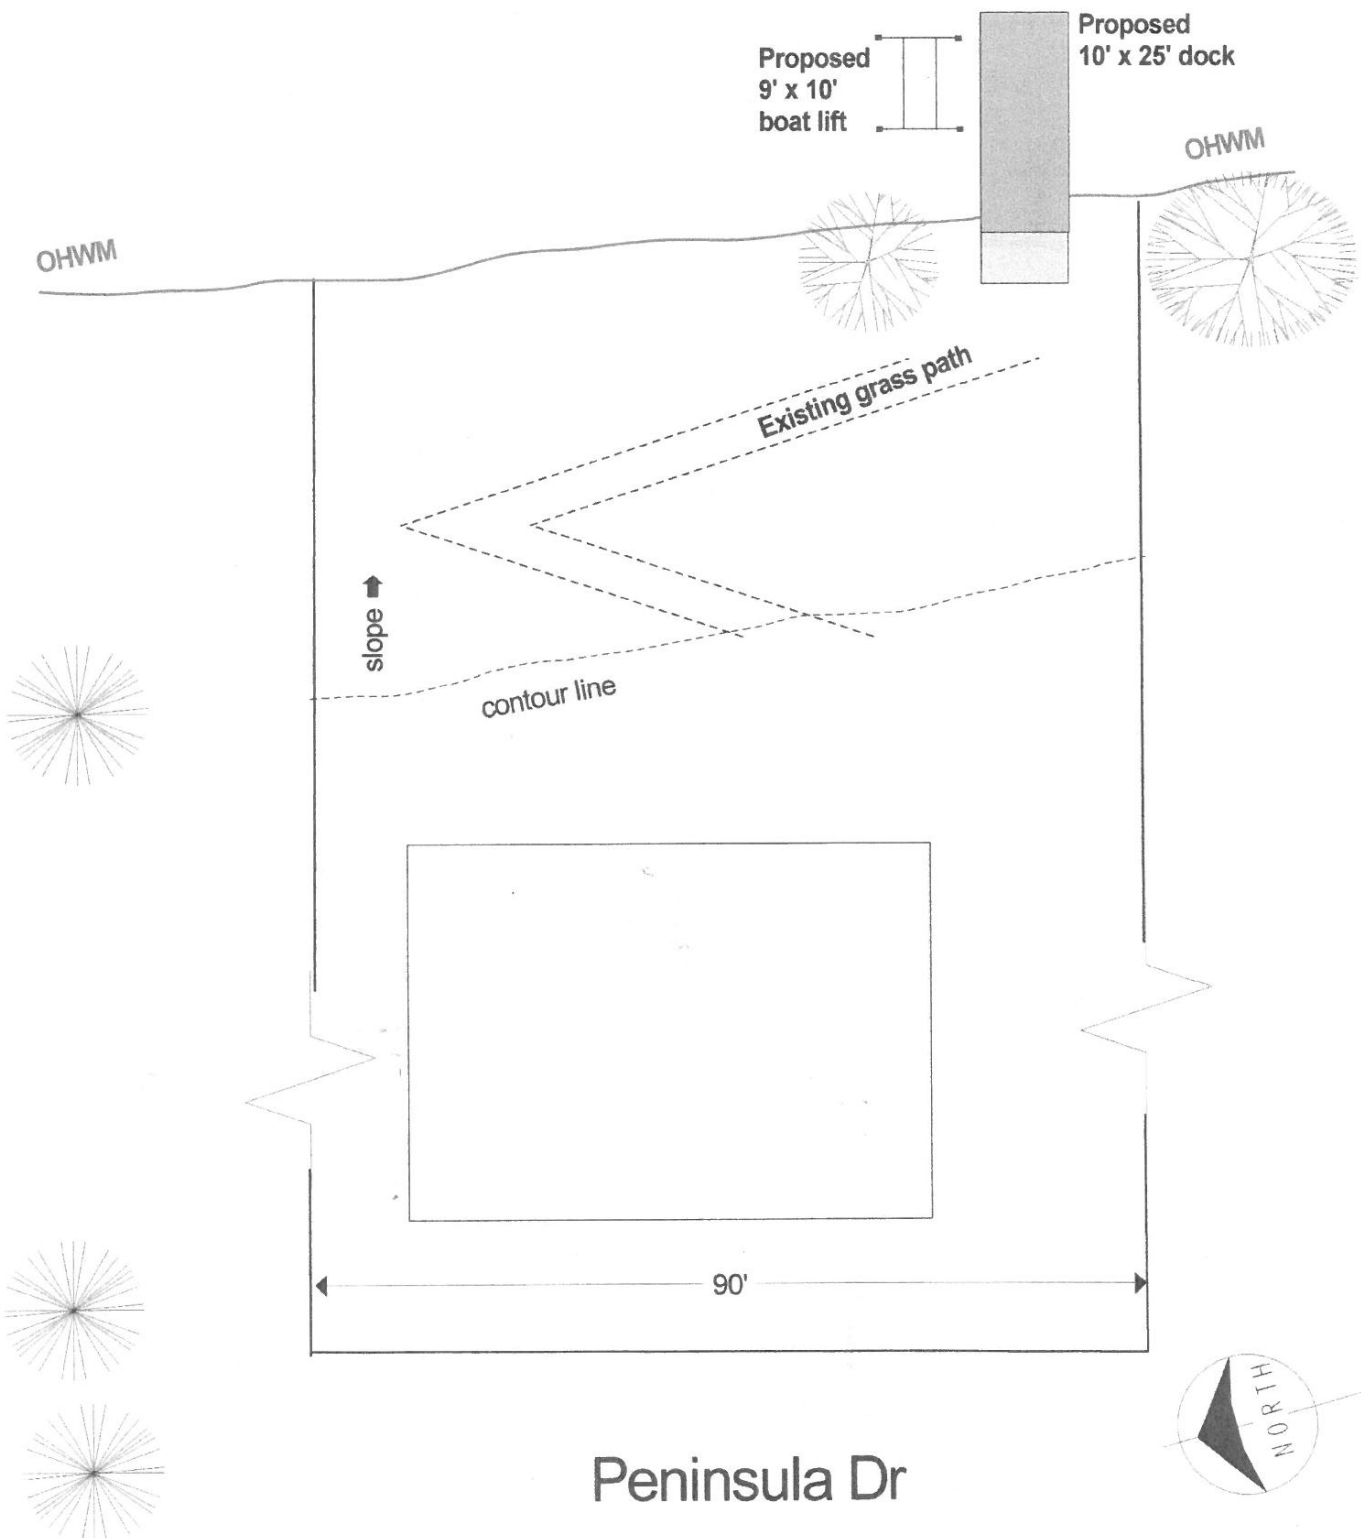 Proposed
10' x 25' dock
Proposed
9' x 10'
boat lift
OHWM
OHWM
Existing grass path
slope
contour line
90'
NORTH
Peninsula Dr